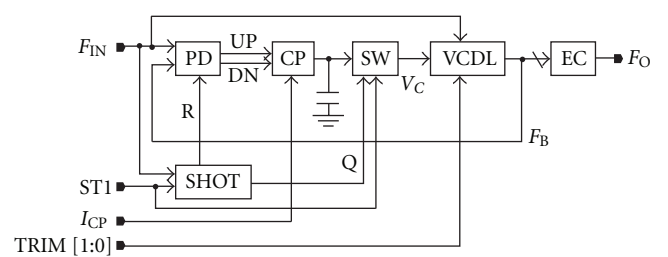 F_IN
PD
UP
DN
CP
SW
V_C
VCDL
EC
F_O
F_B
R
Q
ST1
SHOT
I_CP
TRIM [1:0]